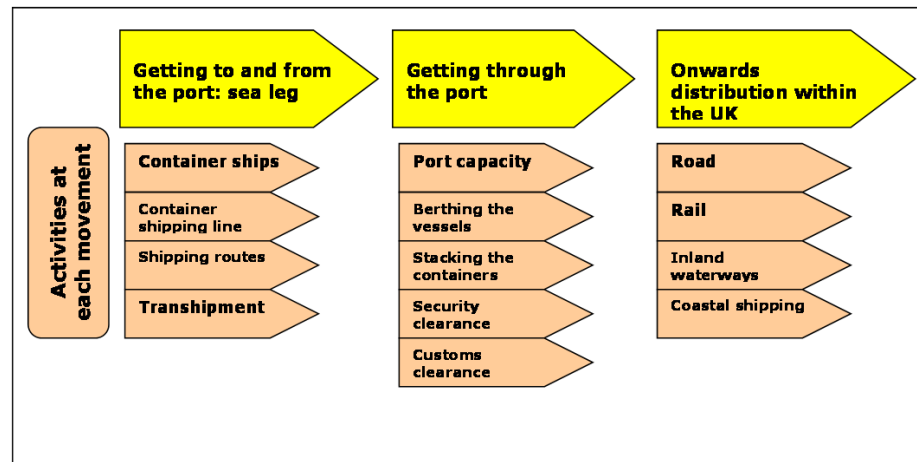 Getting to and from
the port: sea leg
Getting through
the port
Onwards
distribution within
the UK
Activities at
each movement
Container ships
Container
shipping line
Shipping routes
Transhipment
Port capacity
Berthing the
vessels
Stacking the
containers
Security
clearance
Customs
clearance
Road
Rail
Inland
waterways
Coastal shipping